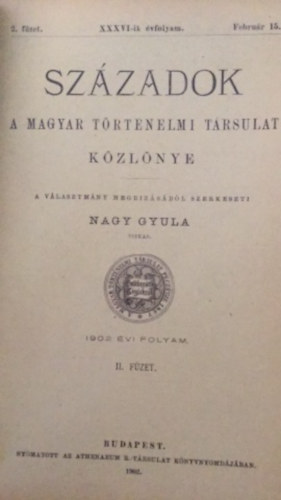 2. füzet. XXXVI-ik évfolyam. Február 15.
SZÁZADOK
A MAGYAR TÖRTÉNELMI TÁRSULAT
KÖZLÖNYE
A VÁLASZTMÁNY MEGBIZÁSÁBÓL SZERKESZTI
NAGY GYULA
TITKÁR.
1902. ÉVI FOLYAM.
II. FÜZET.
BUDAPEST.
NYOMATOTT AZ ATHENAEUM R.-TÁRSULAT KÖNYVNYOMDÁJÁBAN.
1902.